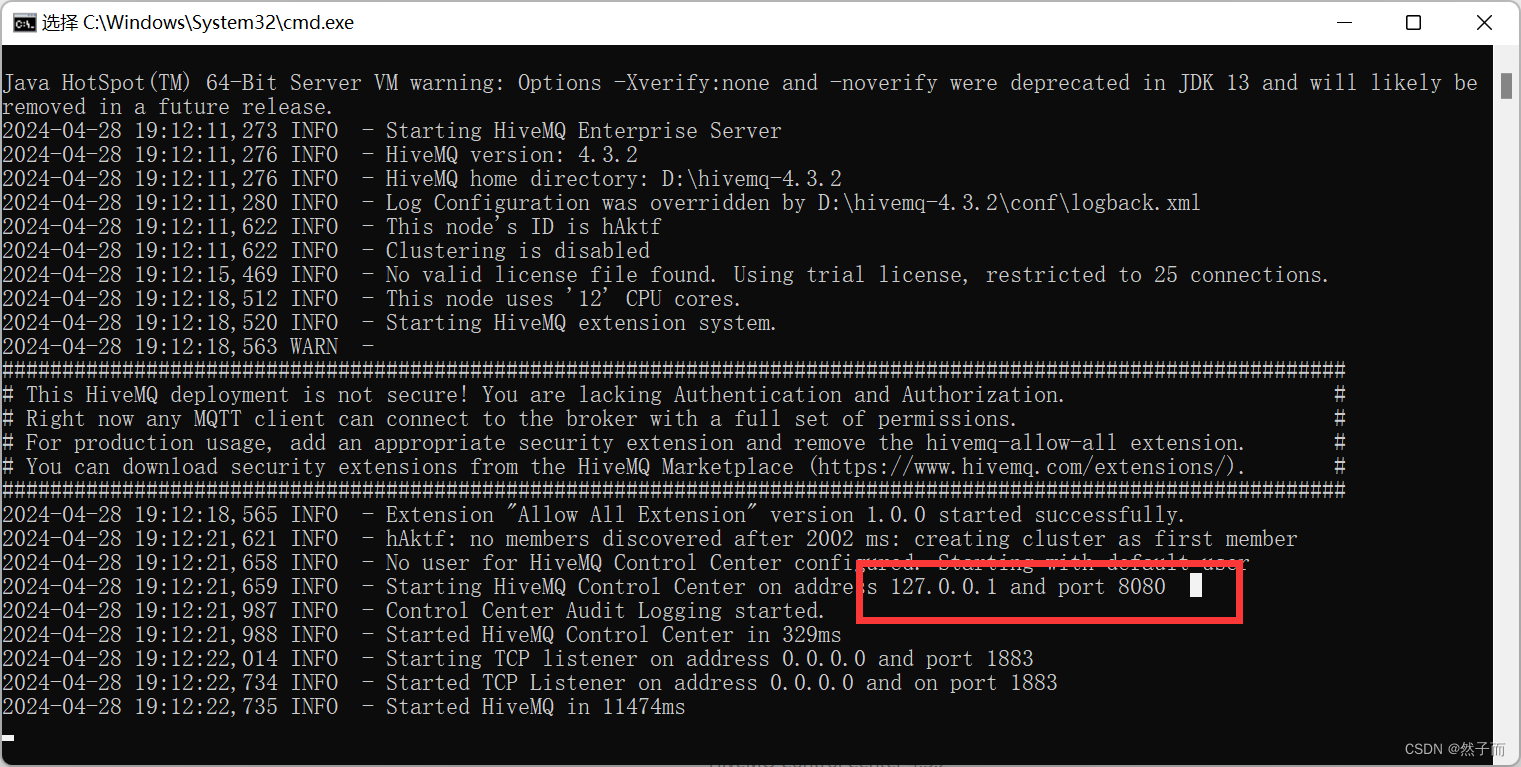 选择 C:\Windows\System32\cmd.exe
Java HotSpot(TM) 64-Bit Server VM warning: Options -Xverify:none and -noverify were deprecated in JDK 13 and will likely be
removed in a future release.
2024-04-28 19:12:11,273 INFO  - Starting HiveMQ Enterprise Server
2024-04-28 19:12:11,276 INFO  - HiveMQ version: 4.3.2
2024-04-28 19:12:11,276 INFO  - HiveMQ home directory: D:\hivemq-4.3.2
2024-04-28 19:12:11,280 INFO  - Log Configuration was overridden by D:\hivemq-4.3.2\conf\logback.xml
2024-04-28 19:12:11,622 INFO  - This node's ID is hAktf
2024-04-28 19:12:11,622 INFO  - Clustering is disabled
2024-04-28 19:12:15,469 INFO  - No valid license file found. Using trial license, restricted to 25 connections.
2024-04-28 19:12:18,512 INFO  - This node uses '12' CPU cores.
2024-04-28 19:12:18,520 INFO  - Starting HiveMQ extension system.
2024-04-28 19:12:18,563 WARN  -
################################################################################################################
# This HiveMQ deployment is not secure! You are lacking Authentication and Authorization.                      #
# Right now any MQTT client can connect to the broker with a full set of permissions.                          #
# For production usage, add an appropriate security extension and remove the hivemq-allow-all extension.       #
# You can download security extensions from the HiveMQ Marketplace (https://www.hivemq.com/extensions/).       #
################################################################################################################
2024-04-28 19:12:18,565 INFO  - Extension "Allow All Extension" version 1.0.0 started successfully.
2024-04-28 19:12:21,621 INFO  - hAktf: no members discovered after 2002 ms: creating cluster as first member
2024-04-28 19:12:21,658 INFO  - No user for HiveMQ Control Center configured. Starting with default user
2024-04-28 19:12:21,659 INFO  - Starting HiveMQ Control Center on address 127.0.0.1 and port 8080
2024-04-28 19:12:21,987 INFO  - Control Center Audit Logging started.
2024-04-28 19:12:21,988 INFO  - Started HiveMQ Control Center in 329ms
2024-04-28 19:12:22,014 INFO  - Starting TCP listener on address 0.0.0.0 and port 1883
2024-04-28 19:12:22,734 INFO  - Started TCP Listener on address 0.0.0.0 and on port 1883
2024-04-28 19:12:22,735 INFO  - Started HiveMQ in 11474ms
CSDN @然子而